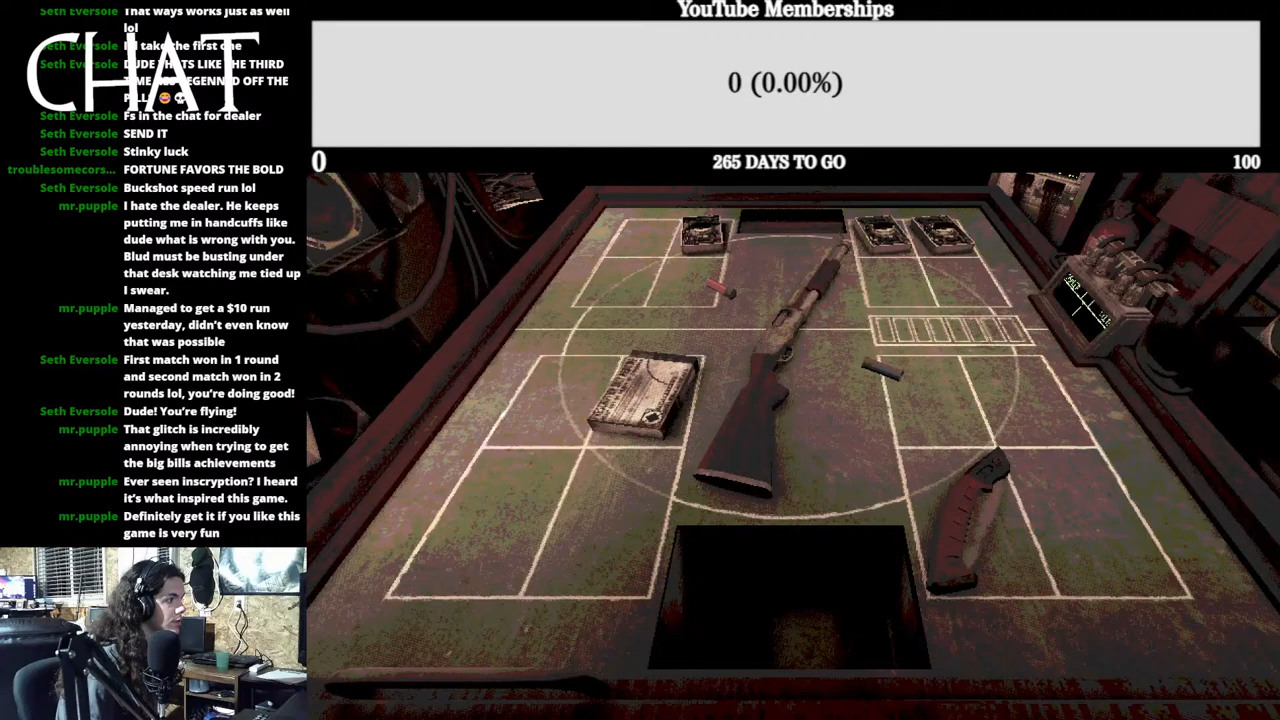 Seth Eversole That ways works just as well
lol
Seth Eversole take the first one
Seth Eversole DUDE THATS LIKE THE THIRD
TIME OFF THE
CHAT
Seth Eversole Fs in the chat for dealer
Seth Eversole SEND IT
Seth Eversole Stinky luck
troublesomecors... FORTUNE FAVORS THE BOLD
Seth Eversole Buckshot speed run lol
mr.pupple I hate the dealer. He keeps
putting me in handcuffs like
dude what is wrong with you.
Blud must be busting under
that desk watching me tied up
I swear.
mr.pupple Managed to get a $10 run
yesterday, didn't even know
that was possible
Seth Eversole First match won in 1 round
and second match won in 2
rounds lol, you're doing good!
Seth Eversole Dude! You're flying!
mr.pupple That glitch is incredibly
annoying when trying to get
the big bills achievements
mr.pupple Ever seen inscryption? I heard
it's what inspired this game.
mr.pupple Definitely get it if you like this
game is very fun
YouTube Memberships
0 (0.00%)
0 265 DAYS TO GO 100